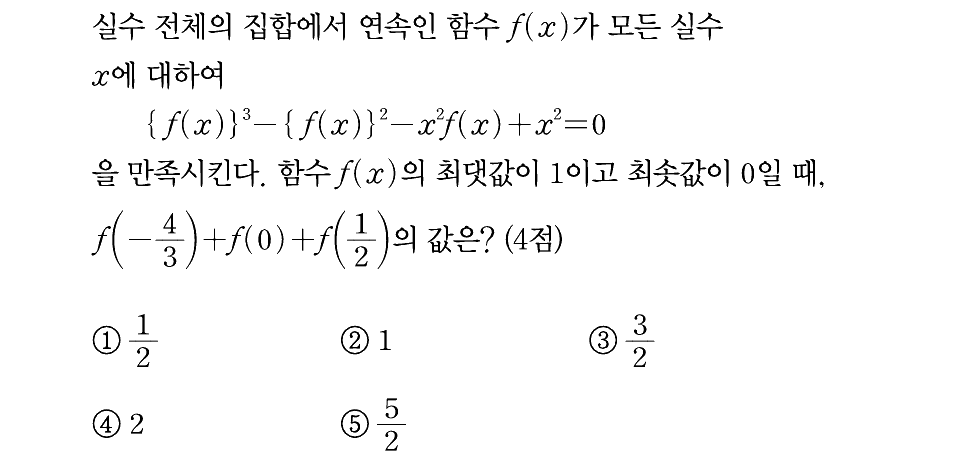 실수 전체의 집합에서 연속인 함수 f(x)가 모든 실수
x에 대하여
{f(x)}³−{f(x)}²−x²f(x)+x²=0
을 만족시킨다. 함수 f(x)의 최댓값이 1이고 최솟값이 0일 때,
f(−4/3)+f(0)+f(1/2)의 값은? (4점)
① 1/2 ② 1 ③ 3/2
④ 2 ⑤ 5/2